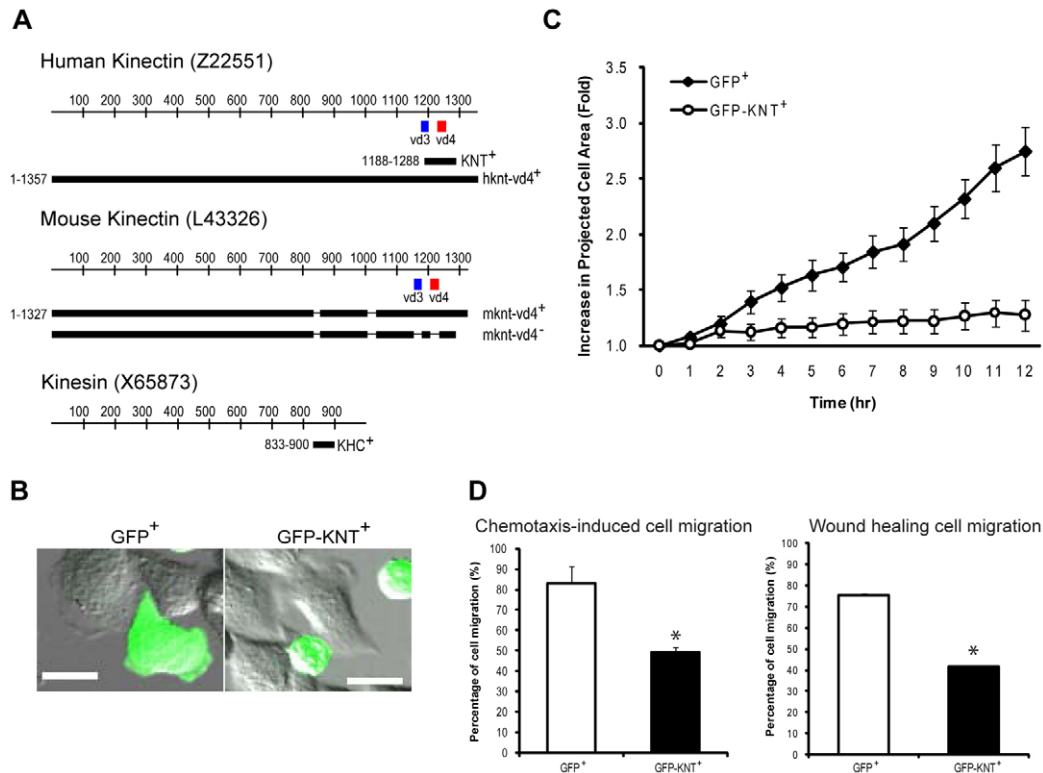 A
Human Kinectin (Z22551)
100 200 300 400 500 600 700 800 900 1000 1100 1200 1300
vd3 vd4
1188-1288 KNT+
1-1357 hknt-vd4+
Mouse Kinectin (L43326)
100 200 300 400 500 600 700 800 900 1000 1100 1200 1300
vd3 vd4
1-1327 mknt-vd4+
mknt-vd4-
Kinesin (X65873)
100 200 300 400 500 600 700 800 900
833-900 KHC+
B
GFP+ GFP-KNT+
C
Increase in Projected Cell Area (Fold)
3.5
3.0
2.5
2.0
1.5
1.0
GFP+
GFP-KNT+
0 1 2 3 4 5 6 7 8 9 10 11 12
Time (hr)
D
Chemotaxis-induced cell migration
Percentage of cell migration (%)
100
90
80
70
60
50
40
30
20
10
0
*
GFP+ GFP-KNT+
Wound healing cell migration
Percentage of cell migration (%)
100
90
80
70
60
50
40
30
20
10
0
*
GFP+ GFP-KNT+